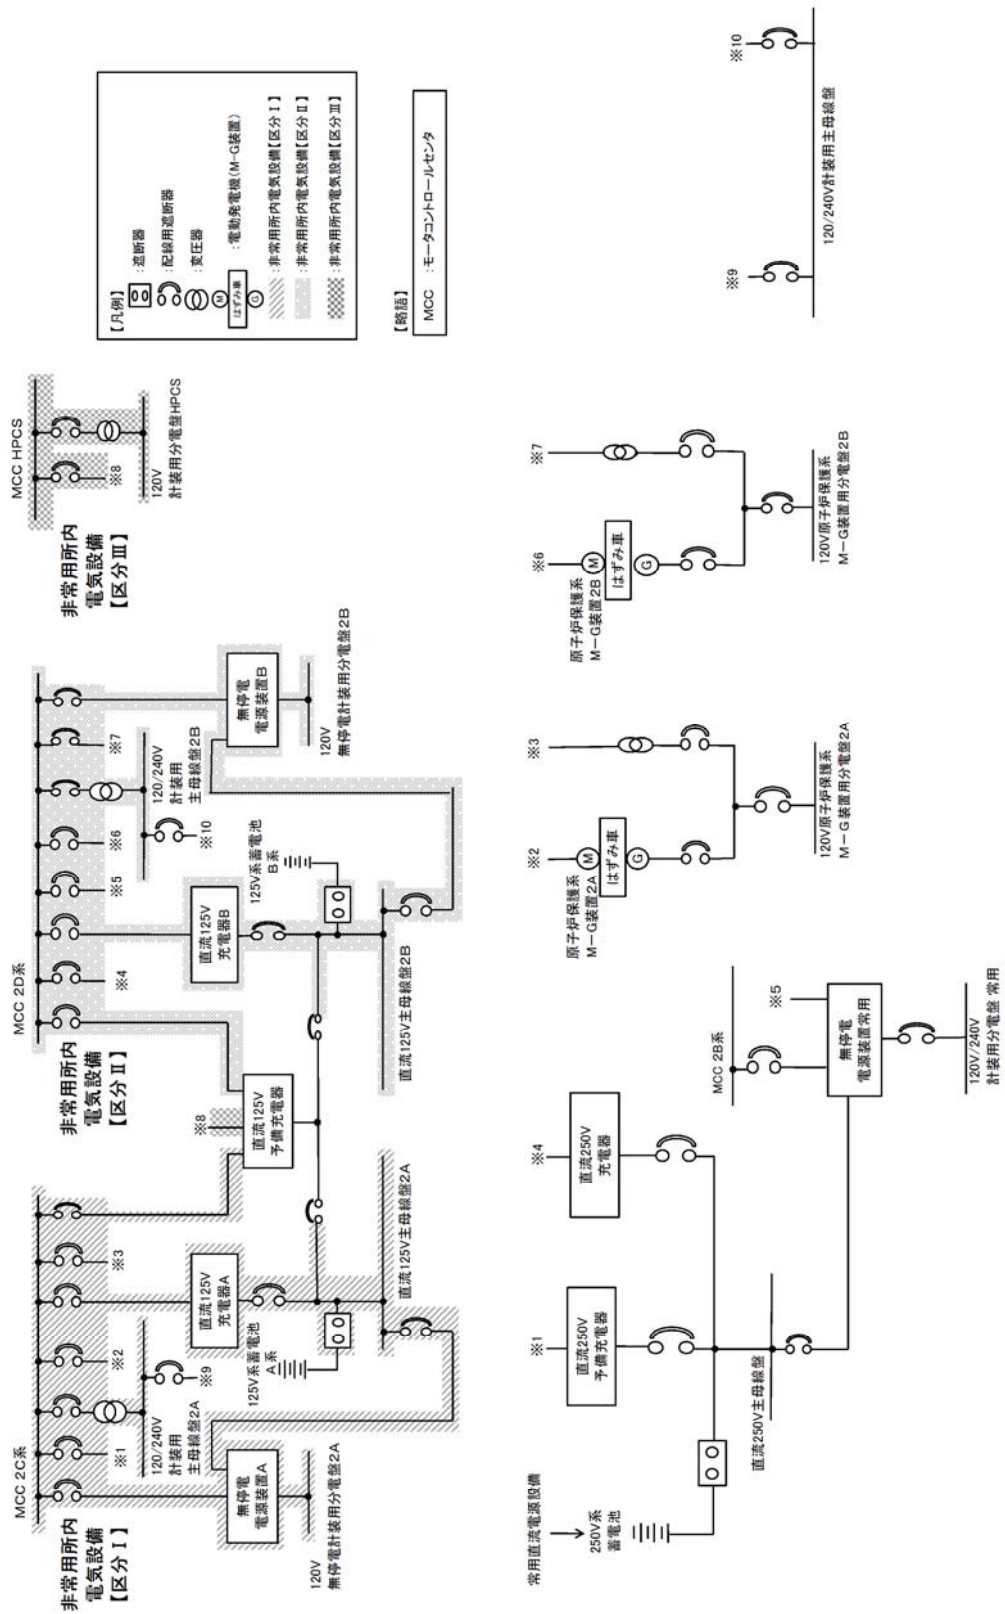 非常用所内
電気設備
【区分Ⅰ】
MCC 2C系
※1
※2
※3
120/240V
計装用
主母線盤2A
※9
無停電
電源装置A
120V
無停電計装用分電盤2A
直流125V
充電器A
125V系蓄電池
A系
直流125V主母線盤2A
直流125V
予備充電器
※8
非常用所内
電気設備
【区分Ⅱ】
MCC 2D系
※4
※5
※6
※7
120/240V
計装用
主母線盤2B
※10
直流125V
充電器B
125V系蓄電池
B系
直流125V主母線盤2B
無停電
電源装置B
120V
無停電計装用分電盤2B
非常用所内
電気設備
【区分Ⅲ】
MCC HPCS
※8
120V
計装用分電盤HPCS
【凡例】
:遮断器
:配線用遮断器
:変圧器
M
はずみ車
G
:電動発電機(M-G装置)
:非常用所内電気設備【区分Ⅰ】
:非常用所内電気設備【区分Ⅱ】
:非常用所内電気設備【区分Ⅲ】
【略語】
MCC :モータコントロールセンタ
常用直流電源設備
250V系
蓄電池
※1
直流250V
予備充電器
※4
直流250V
充電器
直流250V主母線盤
MCC 2B系
※5
無停電
電源装置常用
120V/240V
計装用分電盤 常用
※2
※3
原子炉保護系
M-G装置2A
M
はずみ車
G
120V原子炉保護系
M-G装置用分電盤2A
※6
※7
原子炉保護系
M-G装置2B
M
はずみ車
G
120V原子炉保護系
M-G装置用分電盤2B
※9
※10
120/240V計装用主母線盤